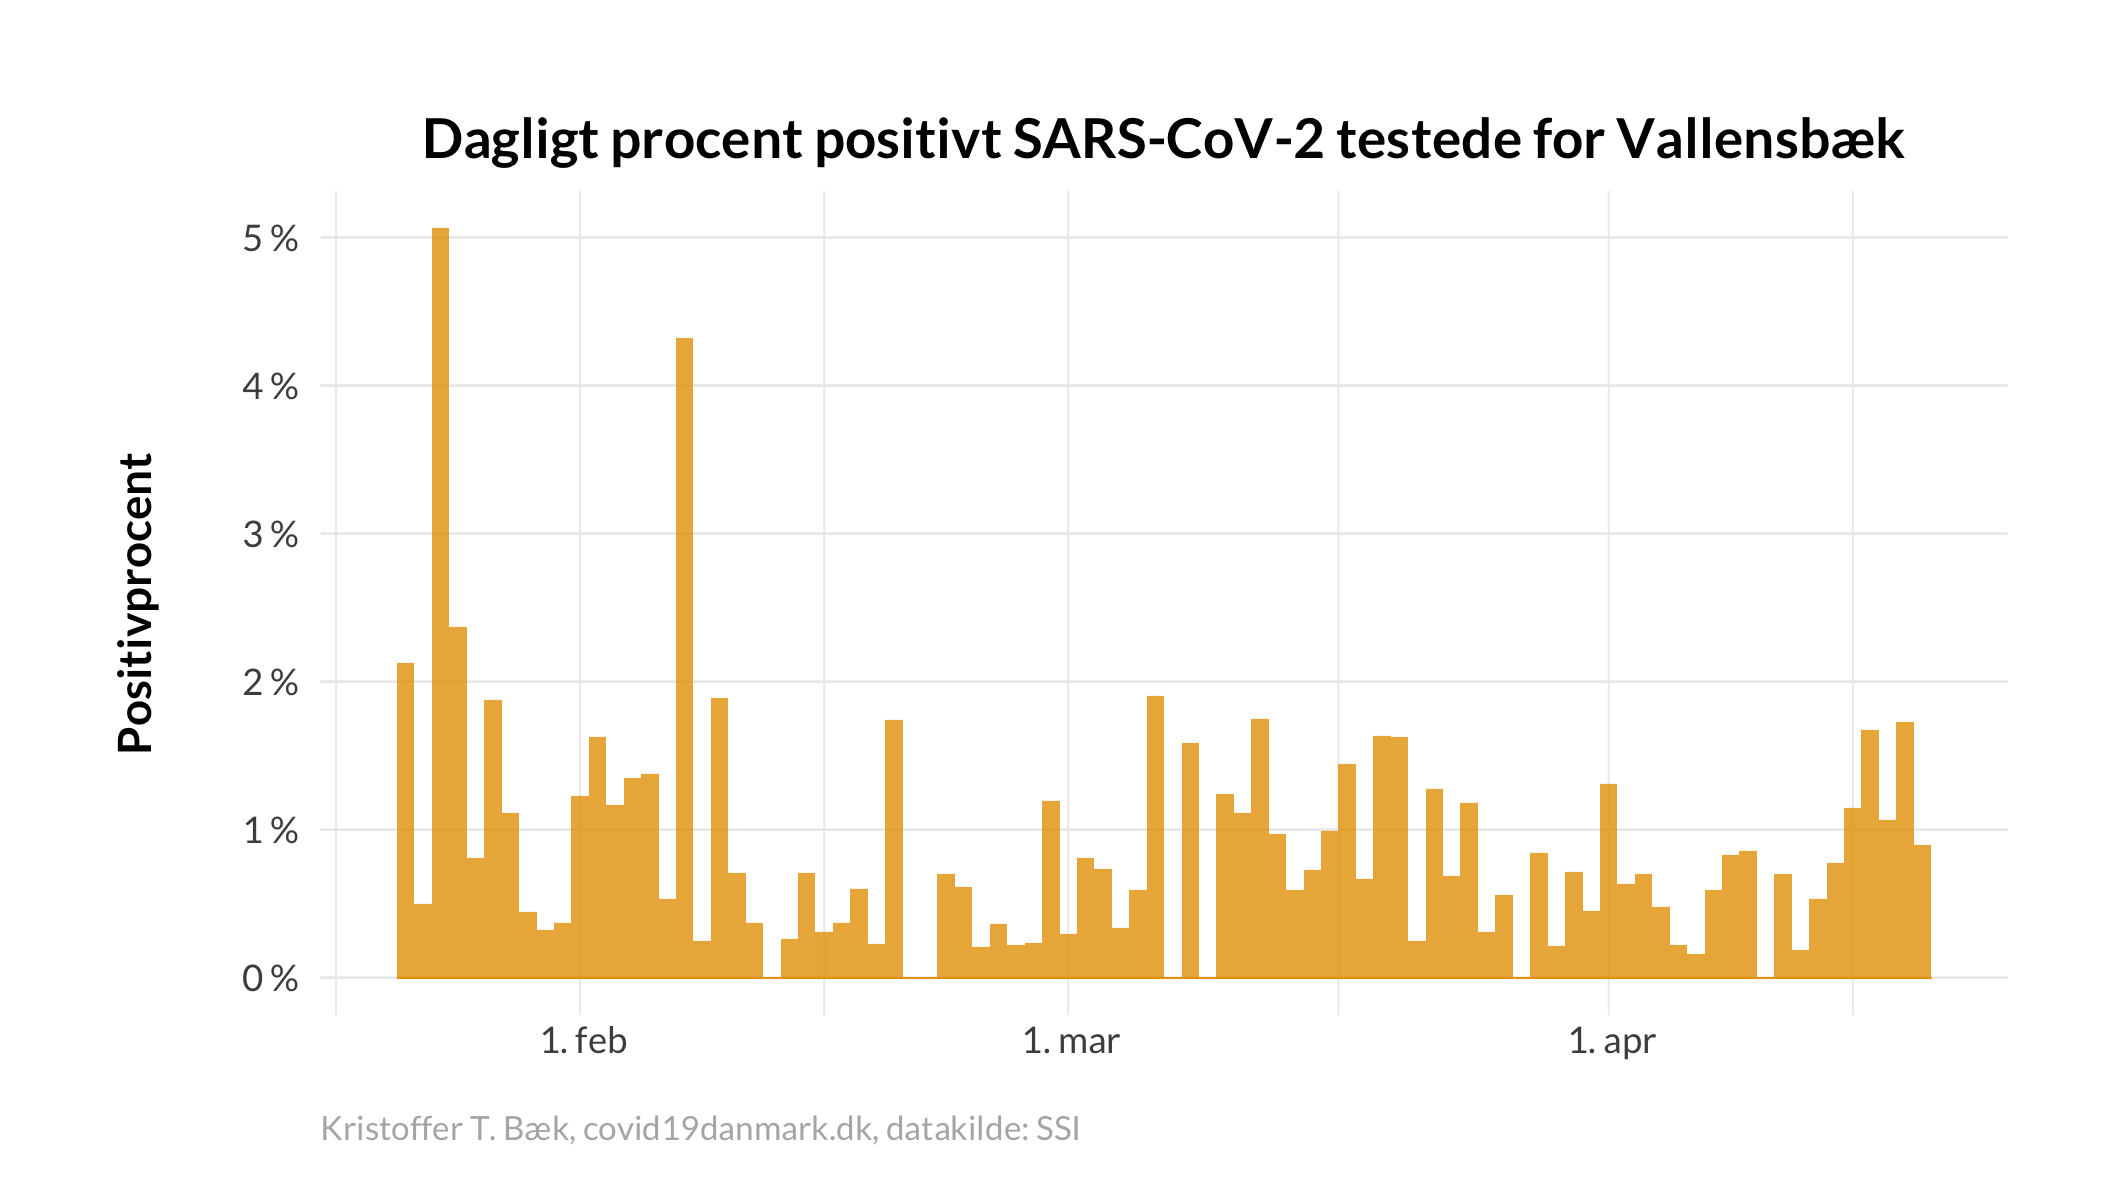 Dagligt procent positivt SARS-CoV-2 testede for Vallensbæk
Positivprocent
5 %
4 %
3 %
2 %
1 %
0 %
1. feb
1. mar
1. apr
Kristoffer T. Bæk, covid19danmark.dk, datakilde: SSI